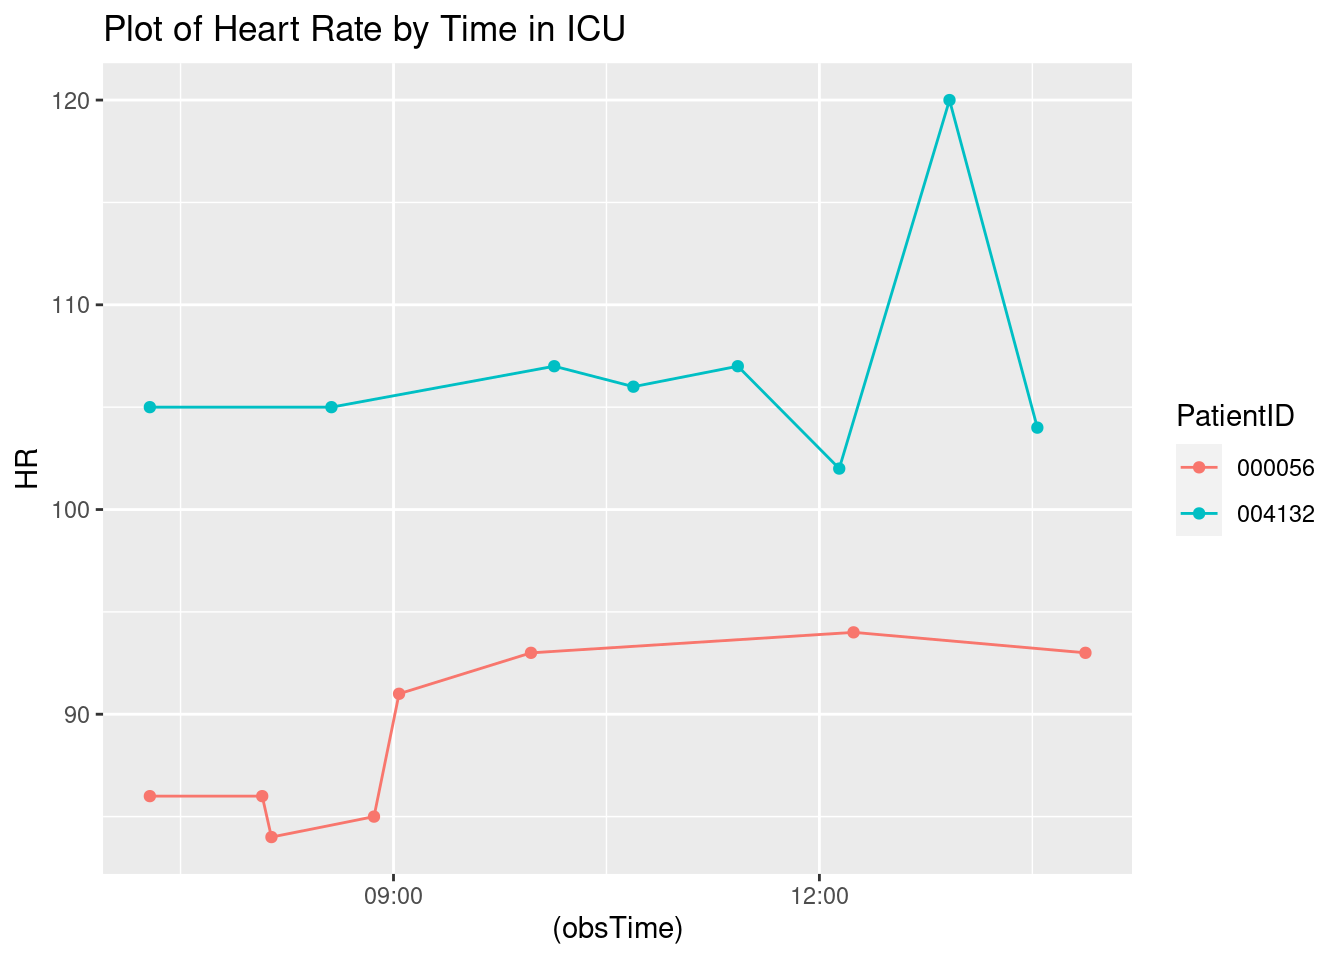 Plot of Heart Rate by Time in ICU
120
110
100
90
HR
09:00
12:00
(obsTime)
PatientID
000056
004132